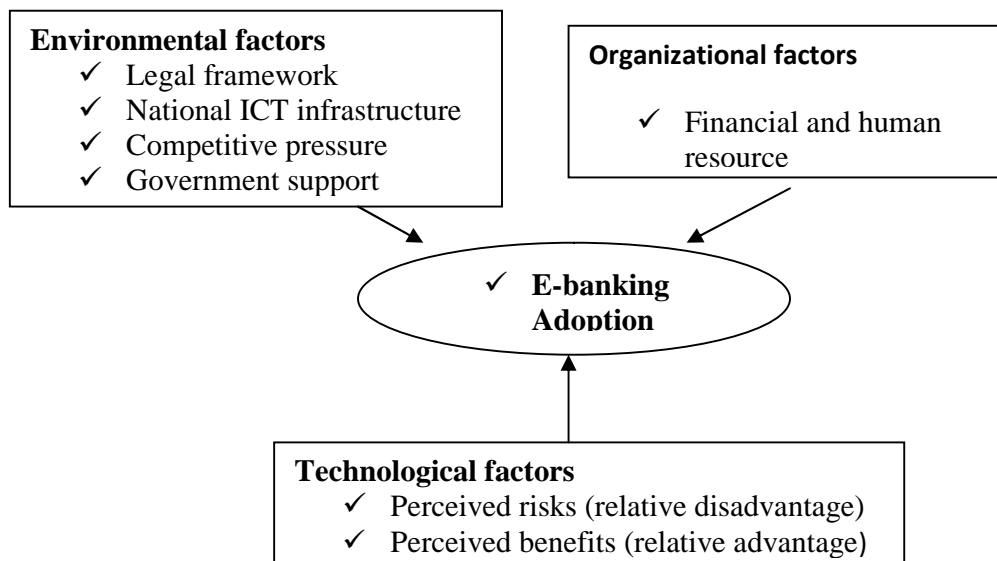 Environmental factors
✓ Legal framework
✓ National ICT infrastructure
✓ Competitive pressure
✓ Government support
Organizational factors
✓ Financial and human
resource
✓ E-banking
Adoption
Technological factors
✓ Perceived risks (relative disadvantage)
✓ Perceived benefits (relative advantage)